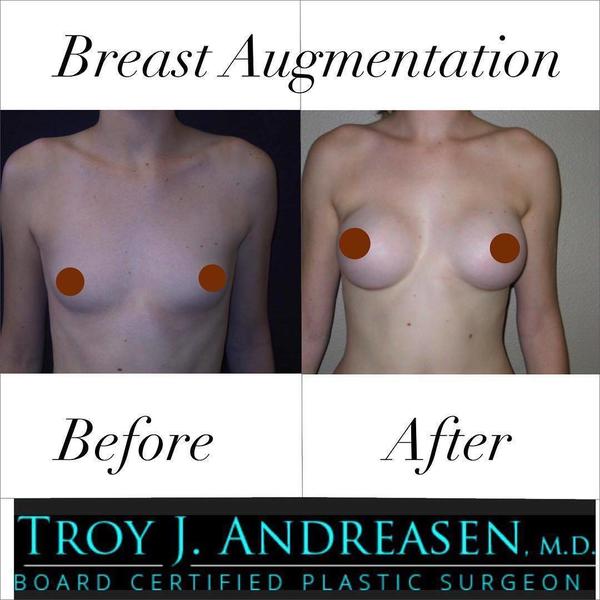 Breast Augmentation
Before
After
TROY J. ANDREASEN, M.D.
BOARD CERTIFIED PLASTIC SURGEON